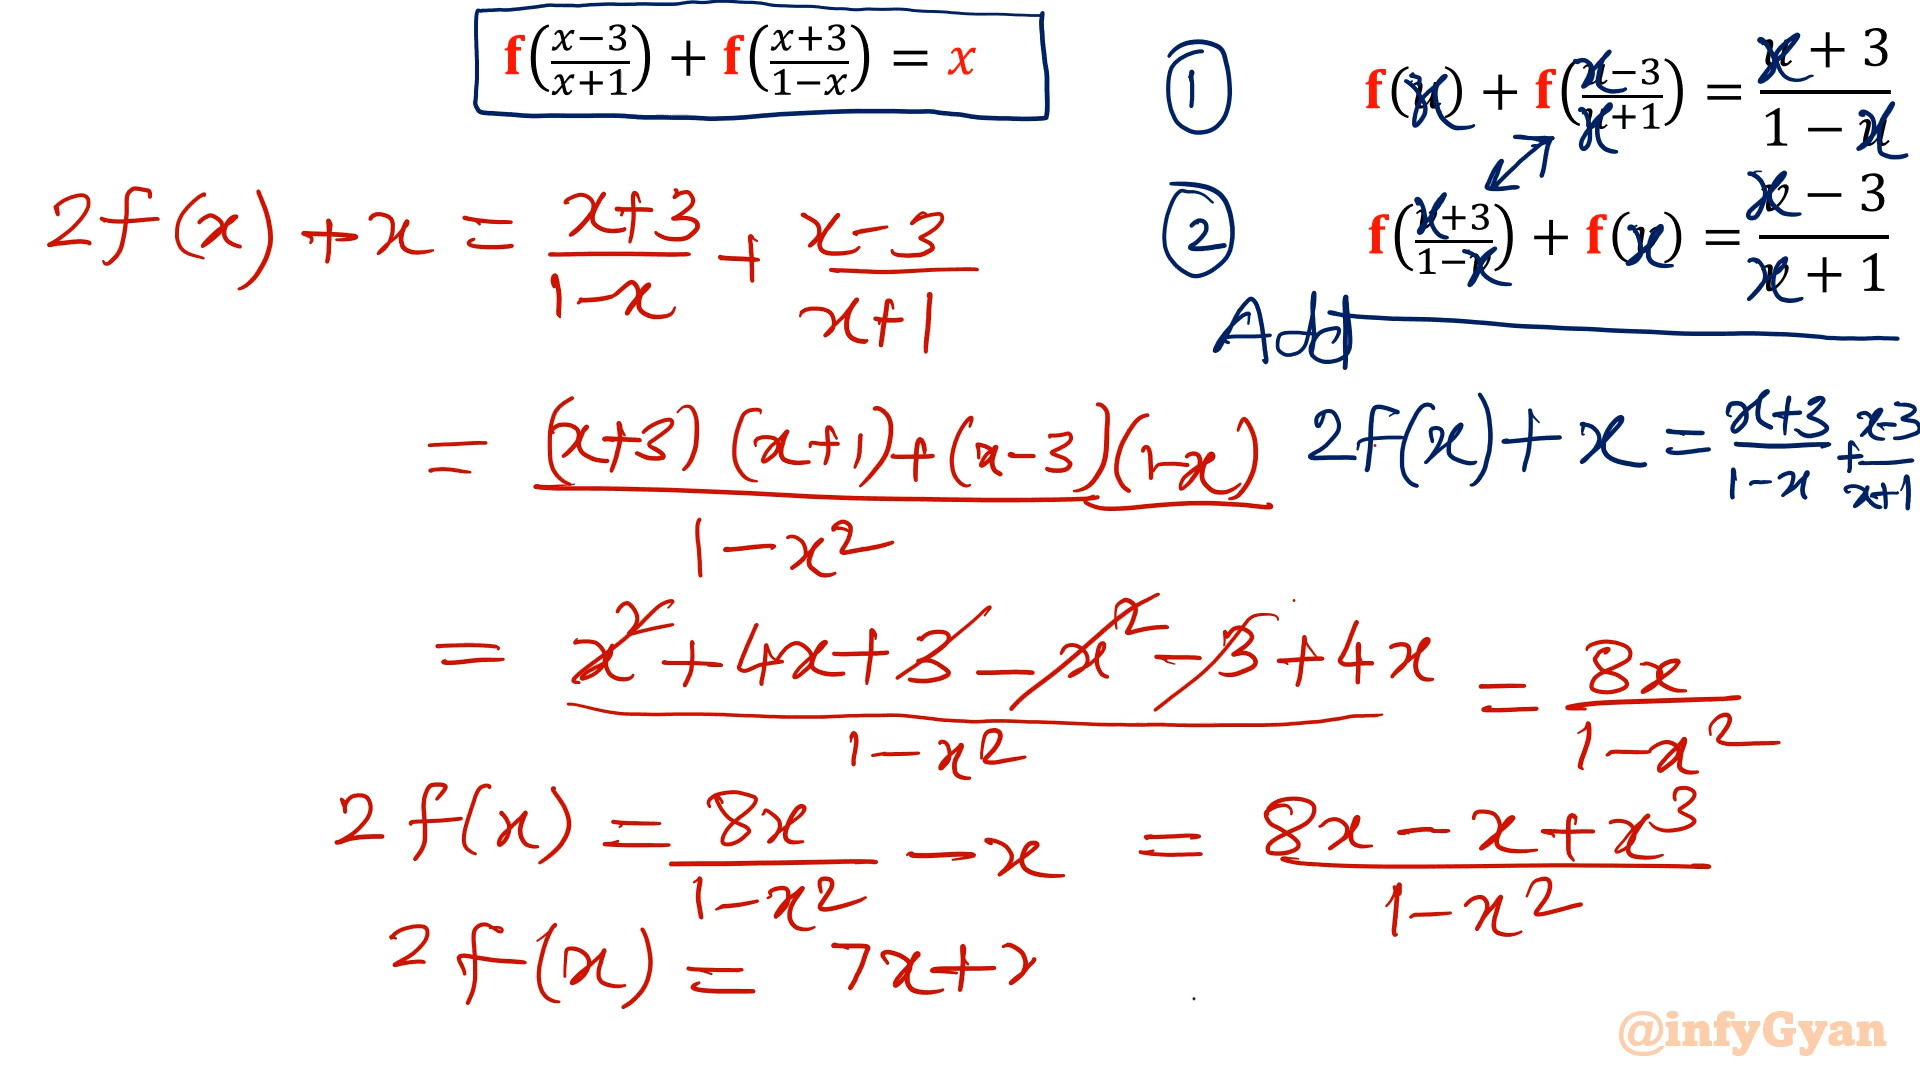 f((x−3)/(x+1)) + f((x+3)/(1−x)) = x
① f(x) + f((x−3)/(x+1)) = (x + 3)/(1 − x)
② f((x+3)/(1−x)) + f(x) = (x − 3)/(x + 1)
Add
2f(x) + x = (x+3)/(1−x) + (x−3)/(x+1)
2f(x) + x = (x+3)/(1−x) + (x−3)/(x+1)
= ((x+3)(x+1)+(x−3)(1−x))/(1−x²)
= (x²+4x+3−x²−3+4x)/(1−x²) = 8x/(1−x²)
2f(x) = 8x/(1−x²) − x = (8x−x+x³)/(1−x²)
2f(x) = 7x+
@infyGyan